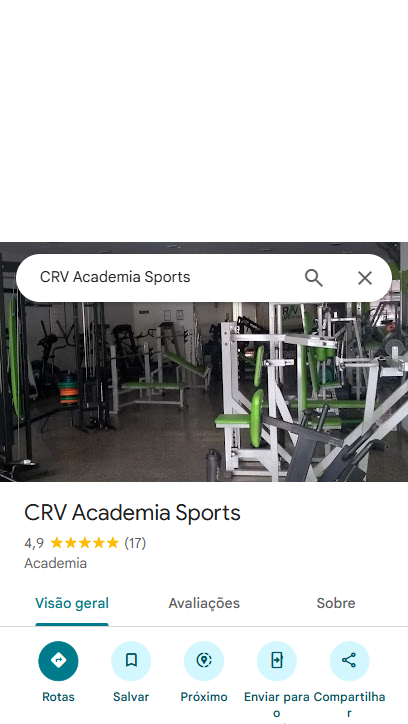 CRV Academia Sports
CRV Academia Sports
4,9 (17)
Academia
Visão geral
Avaliações
Sobre
Rotas
Salvar
Próximo
Enviar para
o
Compartilha
r